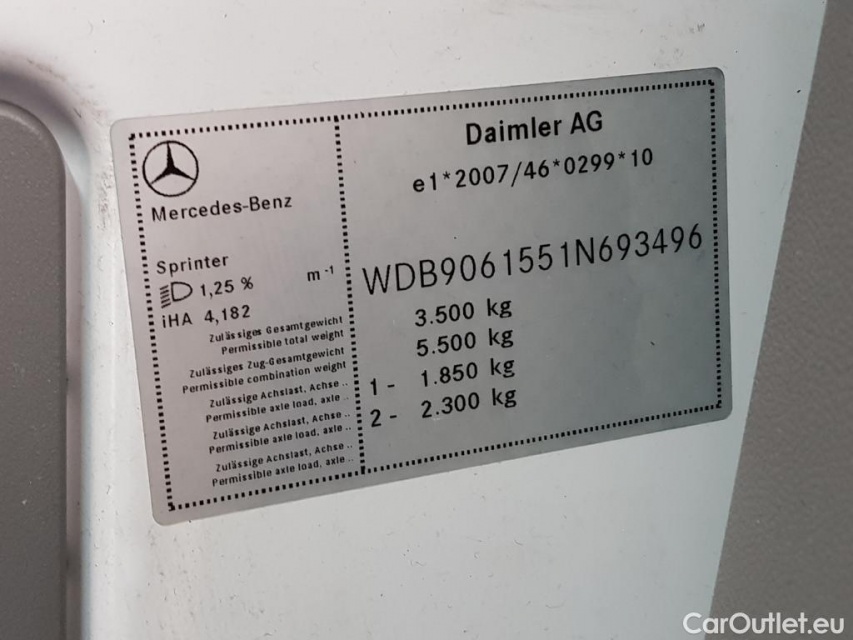 Mercedes-Benz
Sprinter
1,25 %
m⁻¹
iHA 4,182
Zulässiges Gesamtgewicht
Permissible total weight
Zulässiges Zug-Gesamtgewicht
Permissible combination weight
Zulässige Achslast, Achse ..
Permissible axle load, axle ..
Zulässige Achslast, Achse ..
Permissible axle load, axle ..
Zulässige Achslast, Achse ..
Permissible axle load, axle ..
Daimler AG
e1*2007/46*0299*10
WDB9061551N693496
3.500 kg
5.500 kg
1 - 1.850 kg
2 - 2.300 kg
CarOutlet.eu